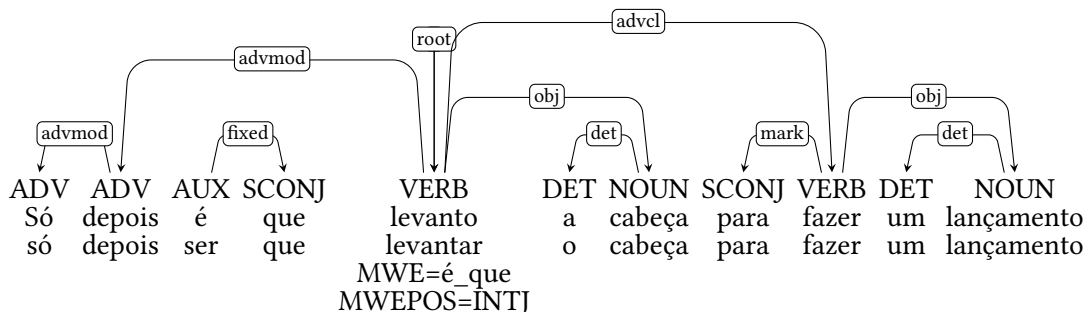 advcl
root
advmod
obj
obj
advmod
fixed
det
mark
det
ADV ADV AUX SCONJ VERB DET NOUN SCONJ VERB DET NOUN
Só depois é que levanto a cabeça para fazer um lançamento
só depois ser que levantar o cabeça para fazer um lançamento
MWE=é_que
MWEPOS=INTJ